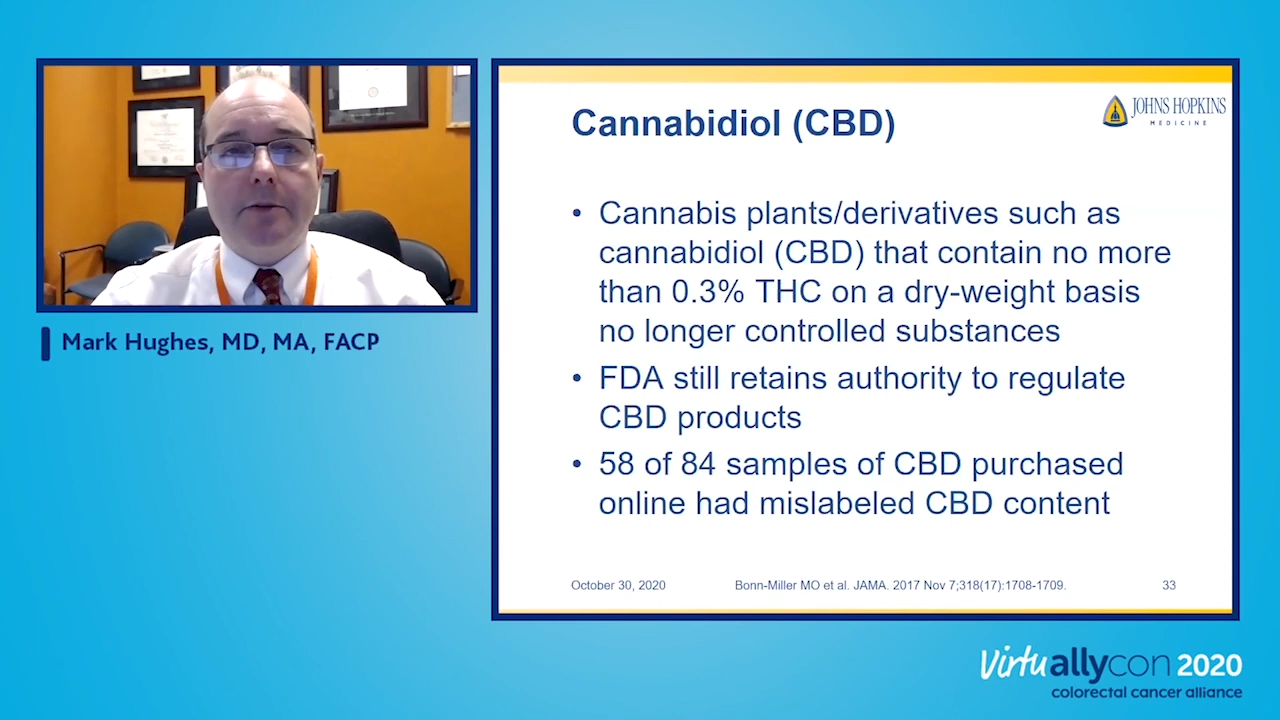 Cannabidiol (CBD)
JOHNS HOPKINS
MEDICINE
• Cannabis plants/derivatives such as
cannabidiol (CBD) that contain no more
than 0.3% THC on a dry-weight basis
no longer controlled substances
• FDA still retains authority to regulate
CBD products
• 58 of 84 samples of CBD purchased
online had mislabeled CBD content
October 30, 2020 Bonn-Miller MO et al. JAMA. 2017 Nov 7;318(17):1708-1709. 33
Mark Hughes, MD, MA, FACP
Virtuallycon 2020
colorectal cancer alliance